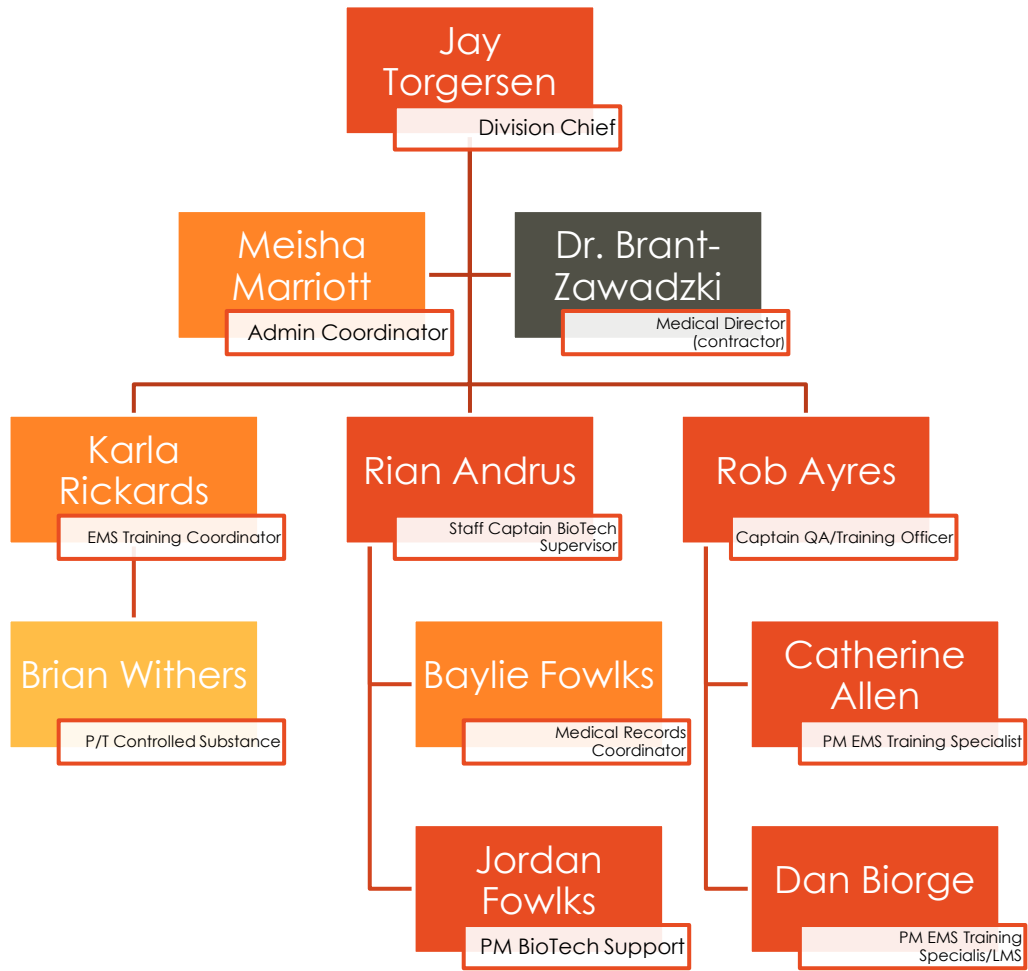 Jay
Torgersen
Division Chief
Meisha
Marriott
Admin Coordinator
Dr. Brant-
Zawadzki
Medical Director
(contractor)
Karla
Rickards
EMS Training Coordinator
Rian Andrus
Staff Captain BioTech
Supervisor
Rob Ayres
Captain QA/Training Officer
Brian Withers
P/T Controlled Substance
Baylie Fowlks
Medical Records
Coordinator
Catherine
Allen
PM EMS Training Specialist
Jordan
Fowlks
PM BioTech Support
Dan Biorge
PM EMS Training
Specialis/LMS